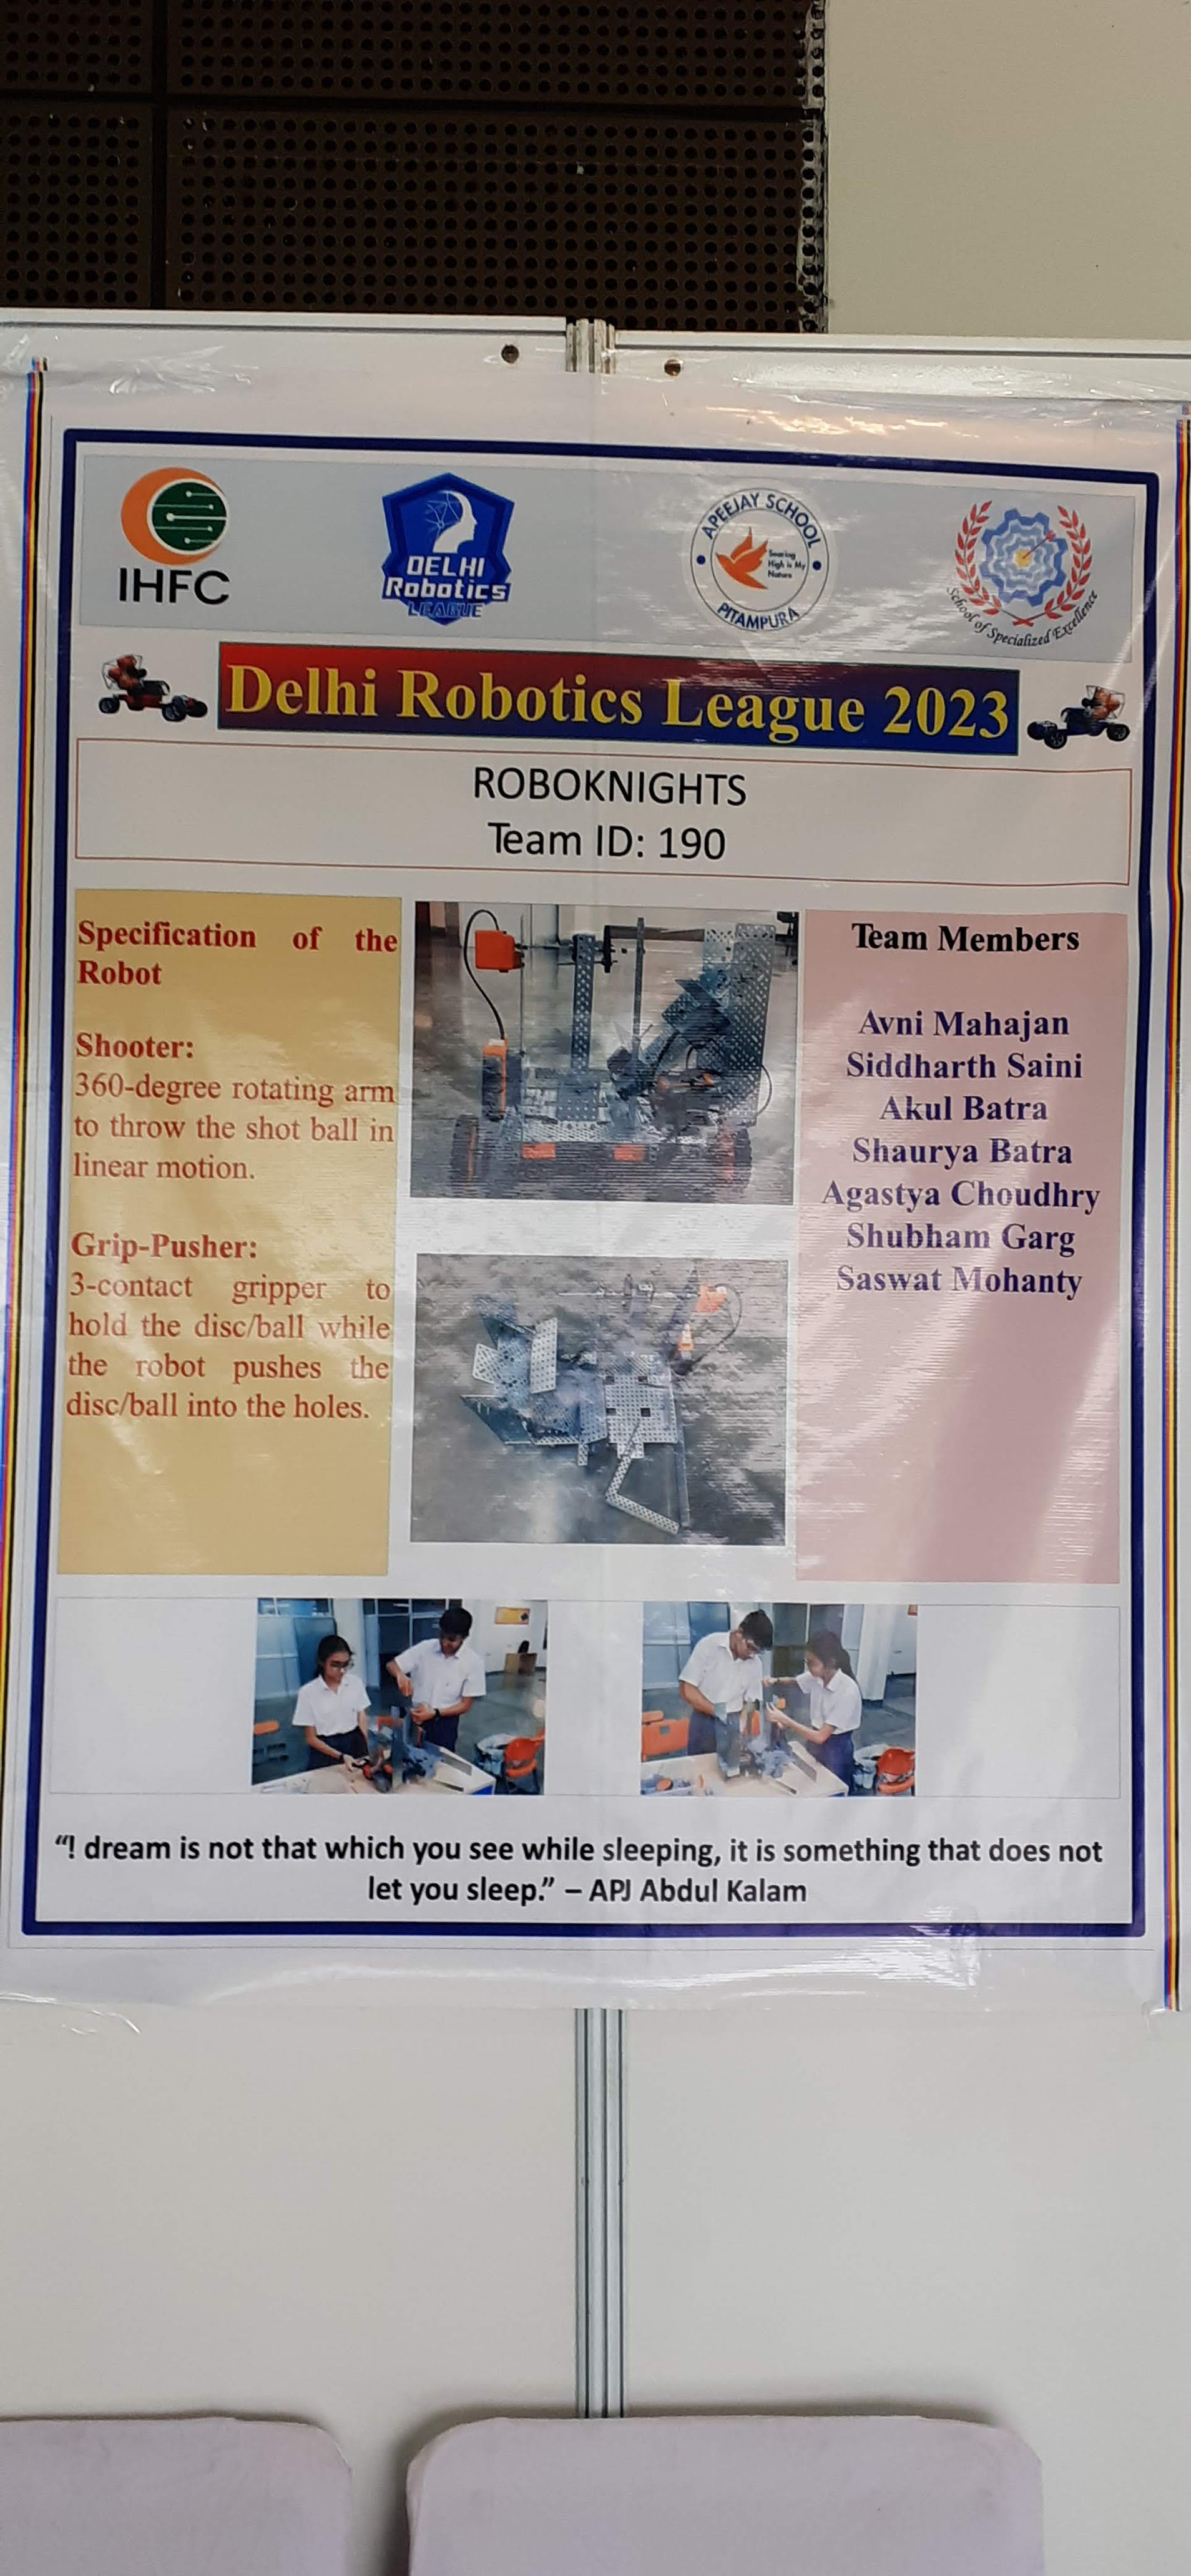 IHFC
DELHI
Robotics
LEAGUE
APEEJAY SCHOOL
Soaring
High is My
Nature
PITAMPURA
School of Specialized Excellence
Delhi Robotics League 2023
ROBOKNIGHTS
Team ID: 190
Specification of the
Robot
Shooter:
360-degree rotating arm
to throw the shot ball in
linear motion.
Grip-Pusher:
3-contact gripper to
hold the disc/ball while
the robot pushes the
disc/ball into the holes.
Team Members
Avni Mahajan
Siddharth Saini
Akul Batra
Shaurya Batra
Agastya Choudhry
Shubham Garg
Saswat Mohanty
“! dream is not that which you see while sleeping, it is something that does not
let you sleep.” – APJ Abdul Kalam